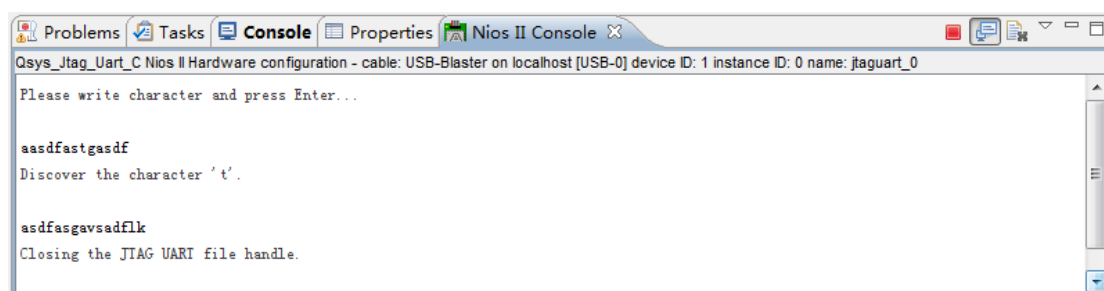 Problems Tasks Console Properties Nios II Console
Qsys_Jtag_Uart_C Nios II Hardware configuration - cable: USB-Blaster on localhost [USB-0] device ID: 1 instance ID: 0 name: jtaguart_0
Please write character and press Enter...
aasdfastgasdf
Discover the character 't'.
asdfasgavsadflk
Closing the JTAG UART file handle.